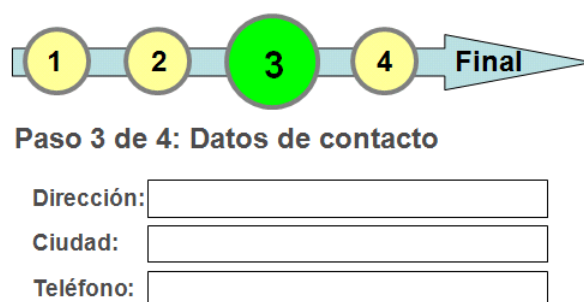 1 2 3 4 Final
Paso 3 de 4: Datos de contacto
Dirección:
Ciudad:
Teléfono: